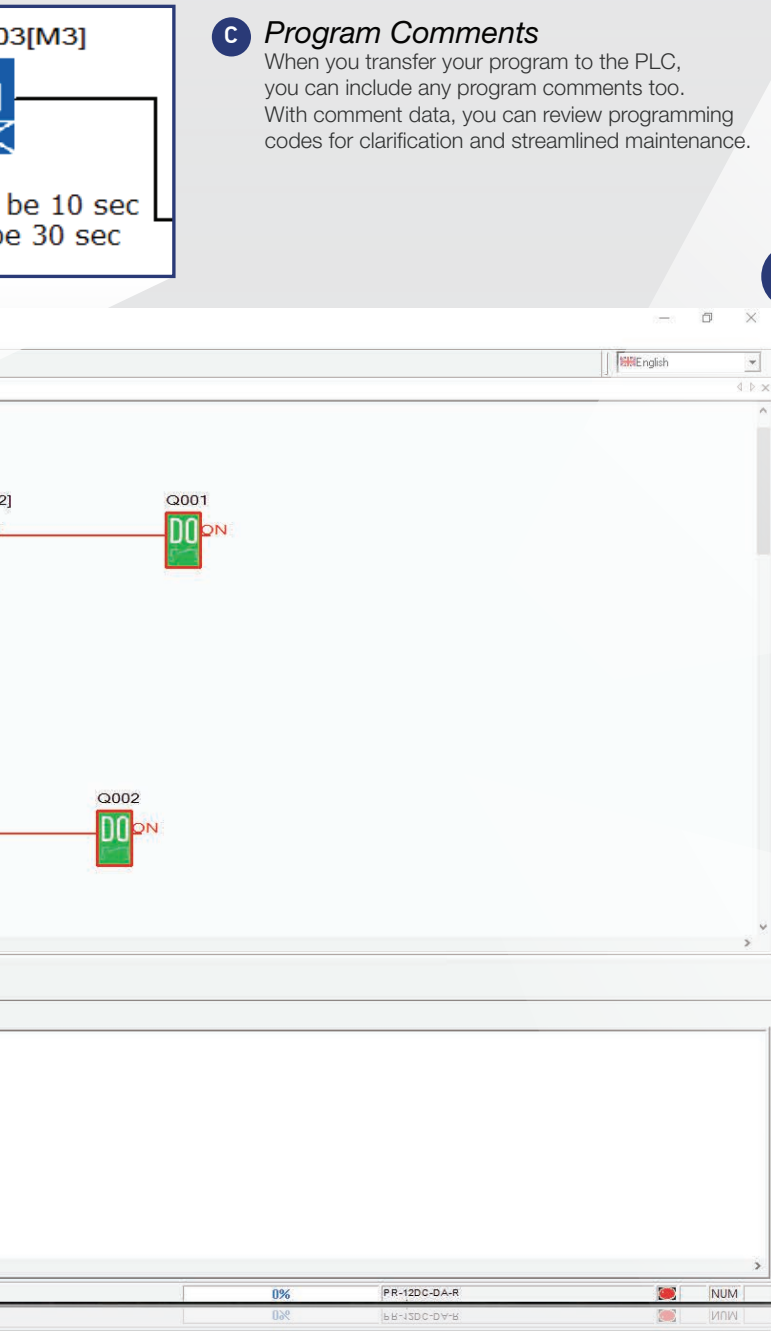 03[M3]
be 10 sec
be 30 sec
C Program Comments
When you transfer your program to the PLC,
you can include any program comments too.
With comment data, you can review programming
codes for clarification and streamlined maintenance.
English
2]
Q001
DO ON
Q002
DO ON
0% PR-12DC-DA-R NUM
0% PR-12DC-DA-R NUM